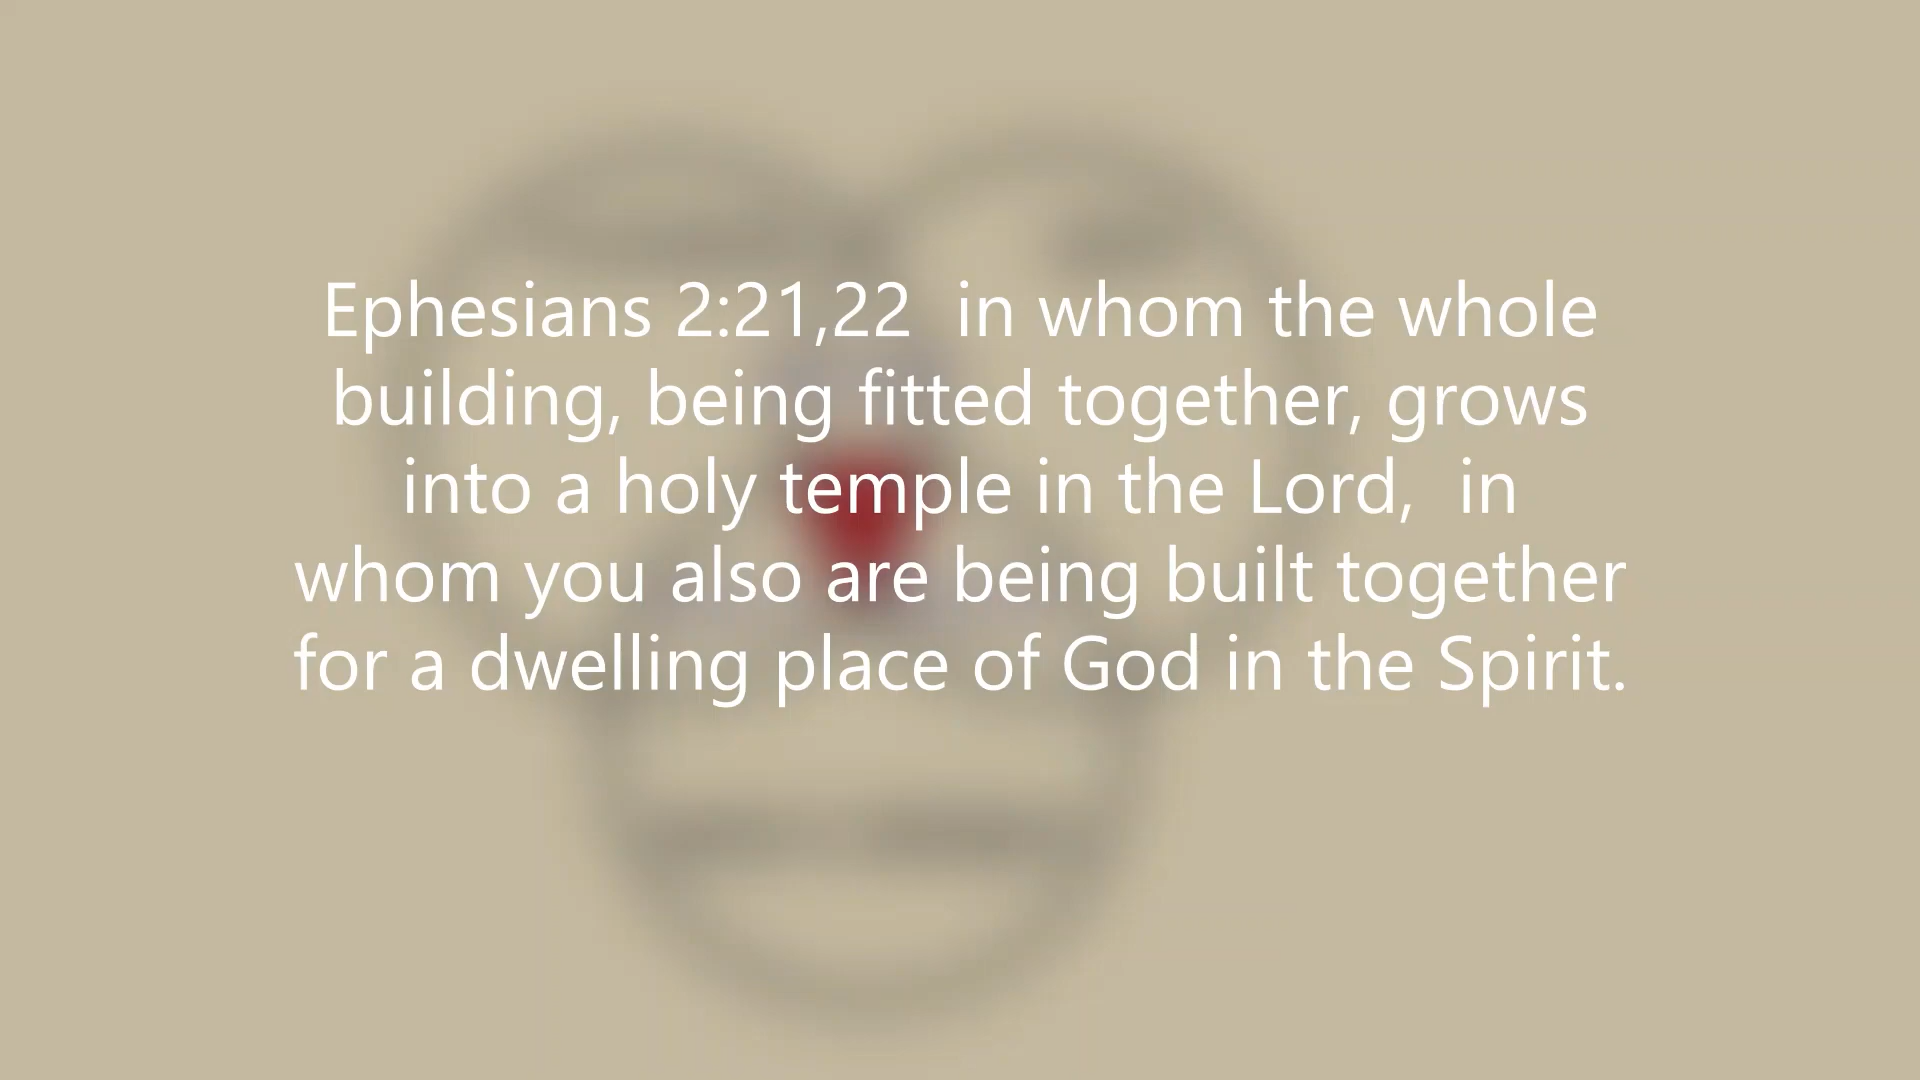 Ephesians 2:21,22  in whom the whole
building, being fitted together, grows
into a holy temple in the Lord,  in
whom you also are being built together
for a dwelling place of God in the Spirit.